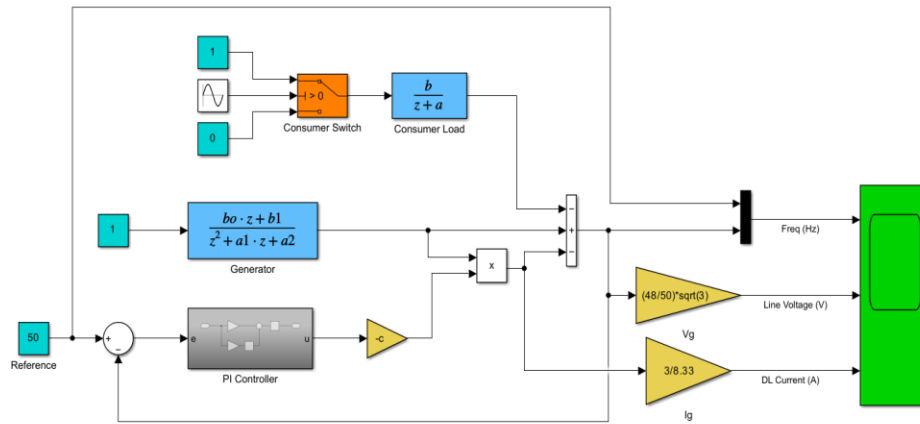 1
> 0
0
Consumer Switch
b
z + a
Consumer Load
1
bo · z + b1
z² + a1 · z + a2
Generator
x
−
+
−
Freq (Hz)
(48/50)*sqrt(3)
Vg
Line Voltage (V)
50
Reference
+
−
e
u
PI Controller
-c
3/8.33
Ig
DL Current (A)